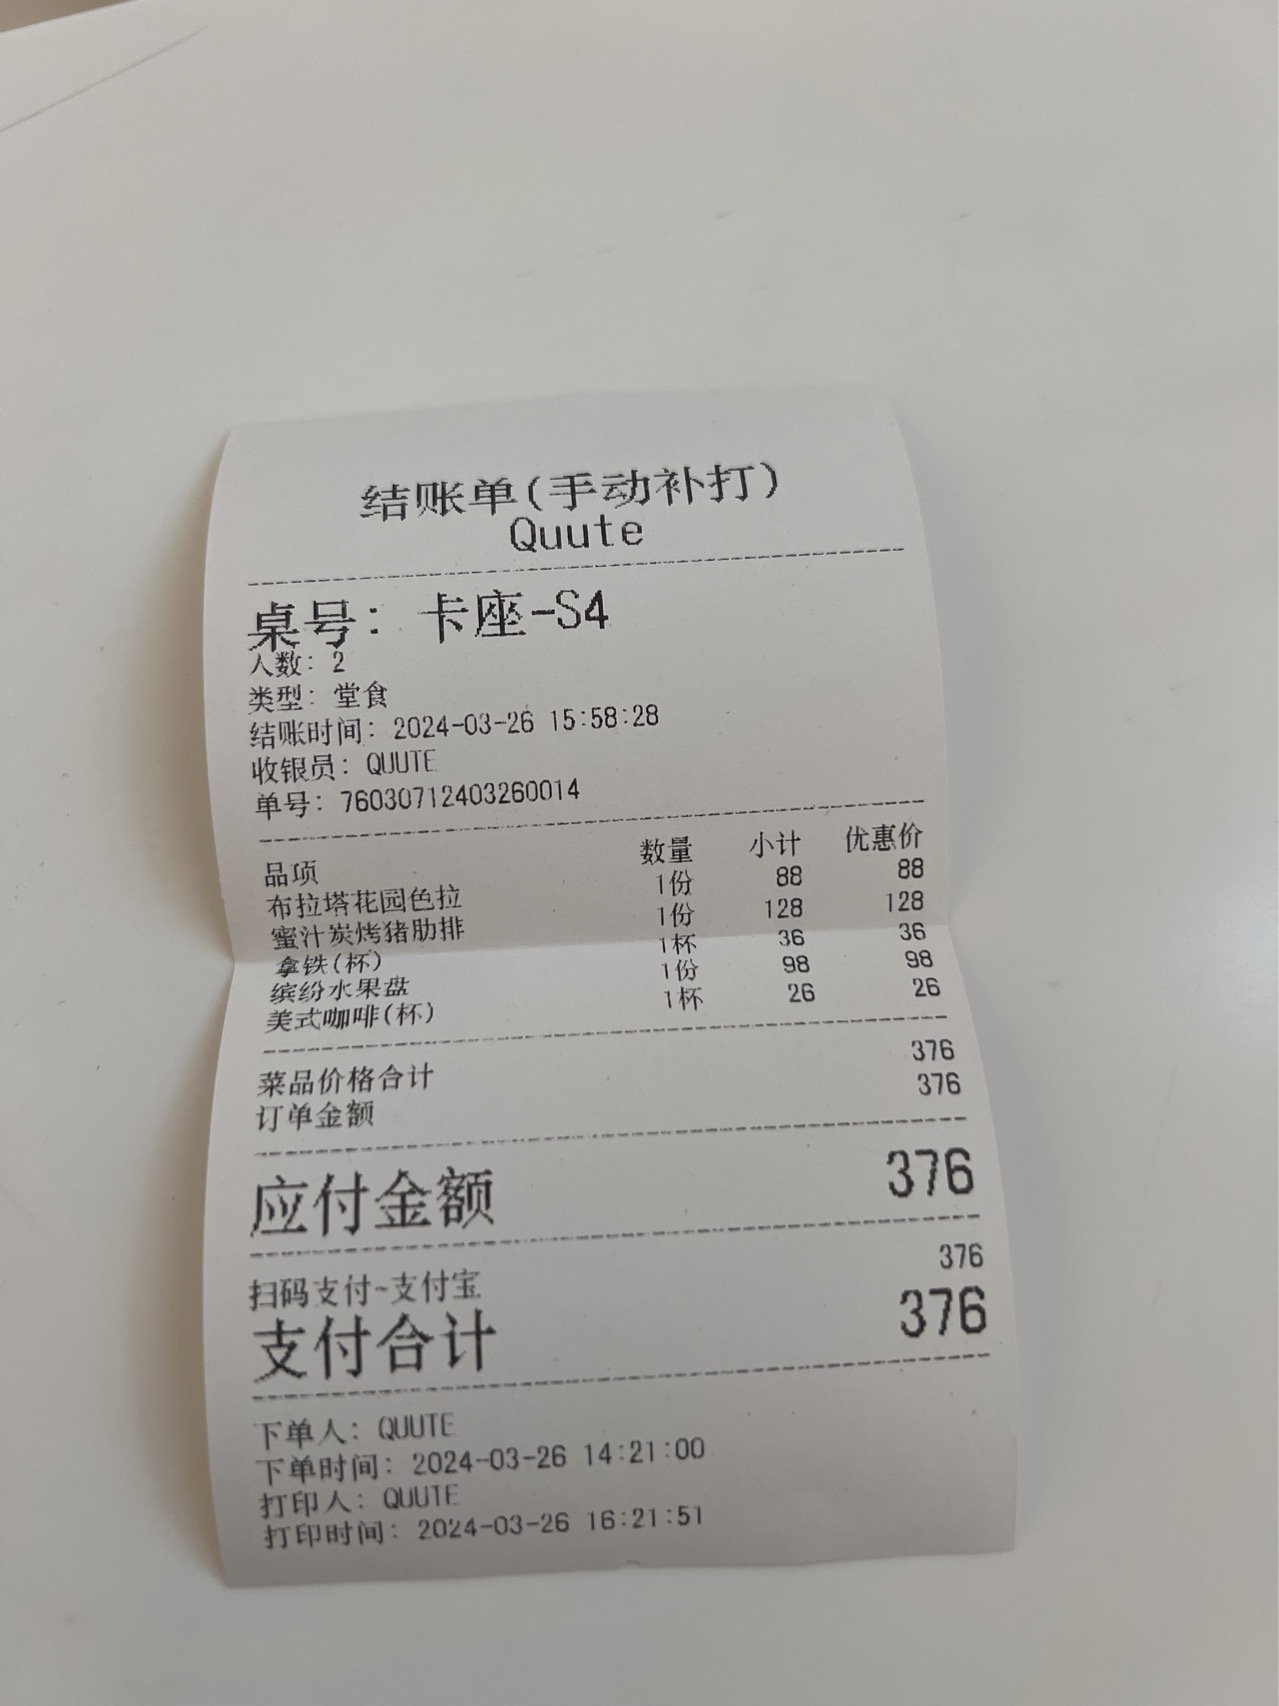 结账单(手动补打)
Quute
桌号: 卡座-S4
人数: 2
类型: 堂食
结账时间: 2024-03-26 15:58:28
收银员: QUUTE
单号: 76030712403260014
品项 数量 小计 优惠价
布拉塔花园色拉 1份 88 88
蜜汁炭烤猪肋排 1份 128 128
拿铁(杯) 1杯 36 36
缤纷水果盘 1份 98 98
美式咖啡(杯) 1杯 26 26
菜品价格合计 376
订单金额 376
应付金额 376
扫码支付-支付宝 376
支付合计 376
下单人: QUUTE
下单时间: 2024-03-26 14:21:00
打印人: QUUTE
打印时间: 2024-03-26 16:21:51